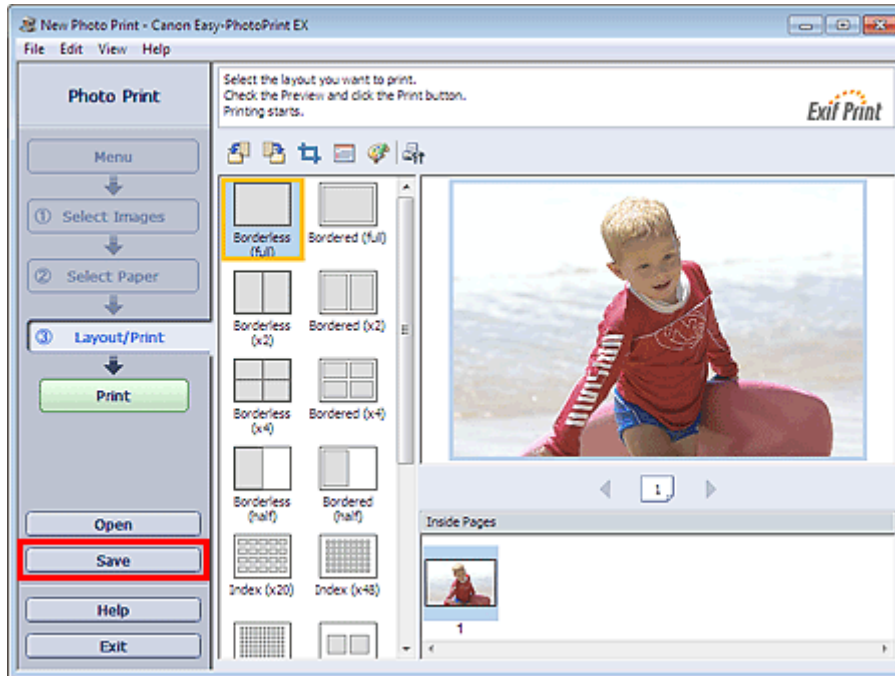 New Photo Print - Canon Easy-PhotoPrint EX
File Edit View Help
Photo Print
Select the layout you want to print.
Check the Preview and click the Print button.
Printing starts.
Exif Print
Menu
① Select Images
② Select Paper
③ Layout/Print
Print
Open
Save
Help
Exit
Borderless
(full)
Bordered (full)
Borderless
(x2)
Bordered (x2)
Borderless
(x4)
Bordered (x4)
Borderless
(half)
Bordered
(half)
Index (x20)
Index (x48)
1
Inside Pages
1